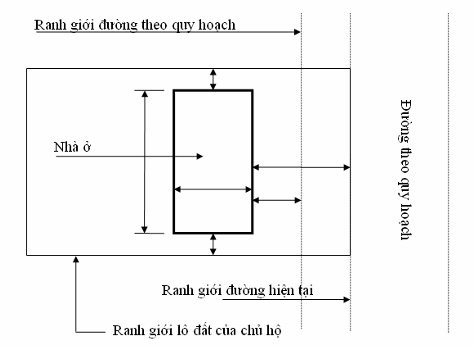 Ranh giới đường theo quy hoạch
Nhà ở
Đường theo quy hoạch
Ranh giới đường hiện tại
Ranh giới lô đất của chủ hộ